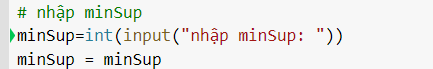 # nhập minSup
minSup=int(input("nhập minSup: "))
minSup = minSup